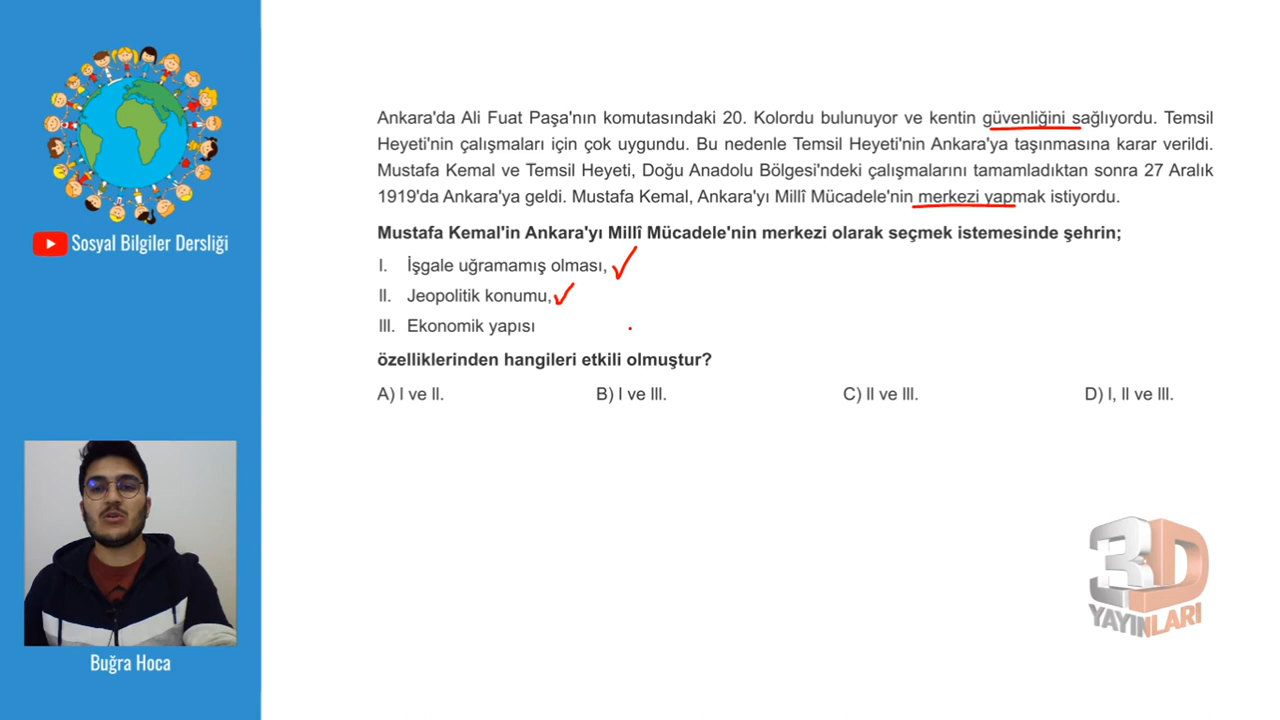 Ankara'da Ali Fuat Paşa'nın komutasındaki 20. Kolordu bulunuyor ve kentin güvenliğini sağlıyordu. Temsil
Heyeti'nin çalışmaları için çok uygundu. Bu nedenle Temsil Heyeti'nin Ankara'ya taşınmasına karar verildi.
Mustafa Kemal ve Temsil Heyeti, Doğu Anadolu Bölgesi'ndeki çalışmalarını tamamladıktan sonra 27 Aralık
1919'da Ankara'ya geldi. Mustafa Kemal, Ankara'yı Millî Mücadele'nin merkezi yapmak istiyordu.
Mustafa Kemal'in Ankara'yı Millî Mücadele'nin merkezi olarak seçmek istemesinde şehrin;
I. İşgale uğramamış olması,
II. Jeopolitik konumu,
III. Ekonomik yapısı
özelliklerinden hangileri etkili olmuştur?
A) I ve II. B) I ve III. C) II ve III. D) I, II ve III.
Sosyal Bilgiler Dersliği
Buğra Hoca
3D
YAYINLARI